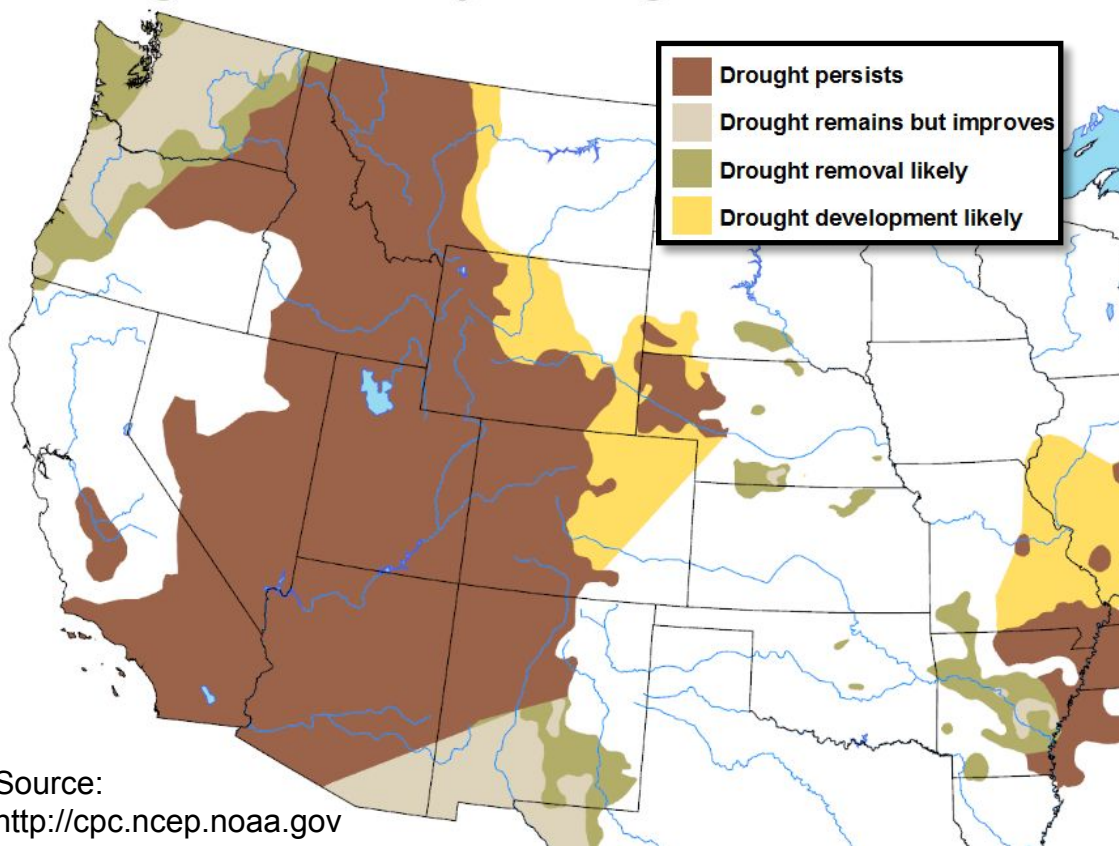 Drought persists
Drought remains but improves
Drought removal likely
Drought development likely
Source:
http://cpc.ncep.noaa.gov